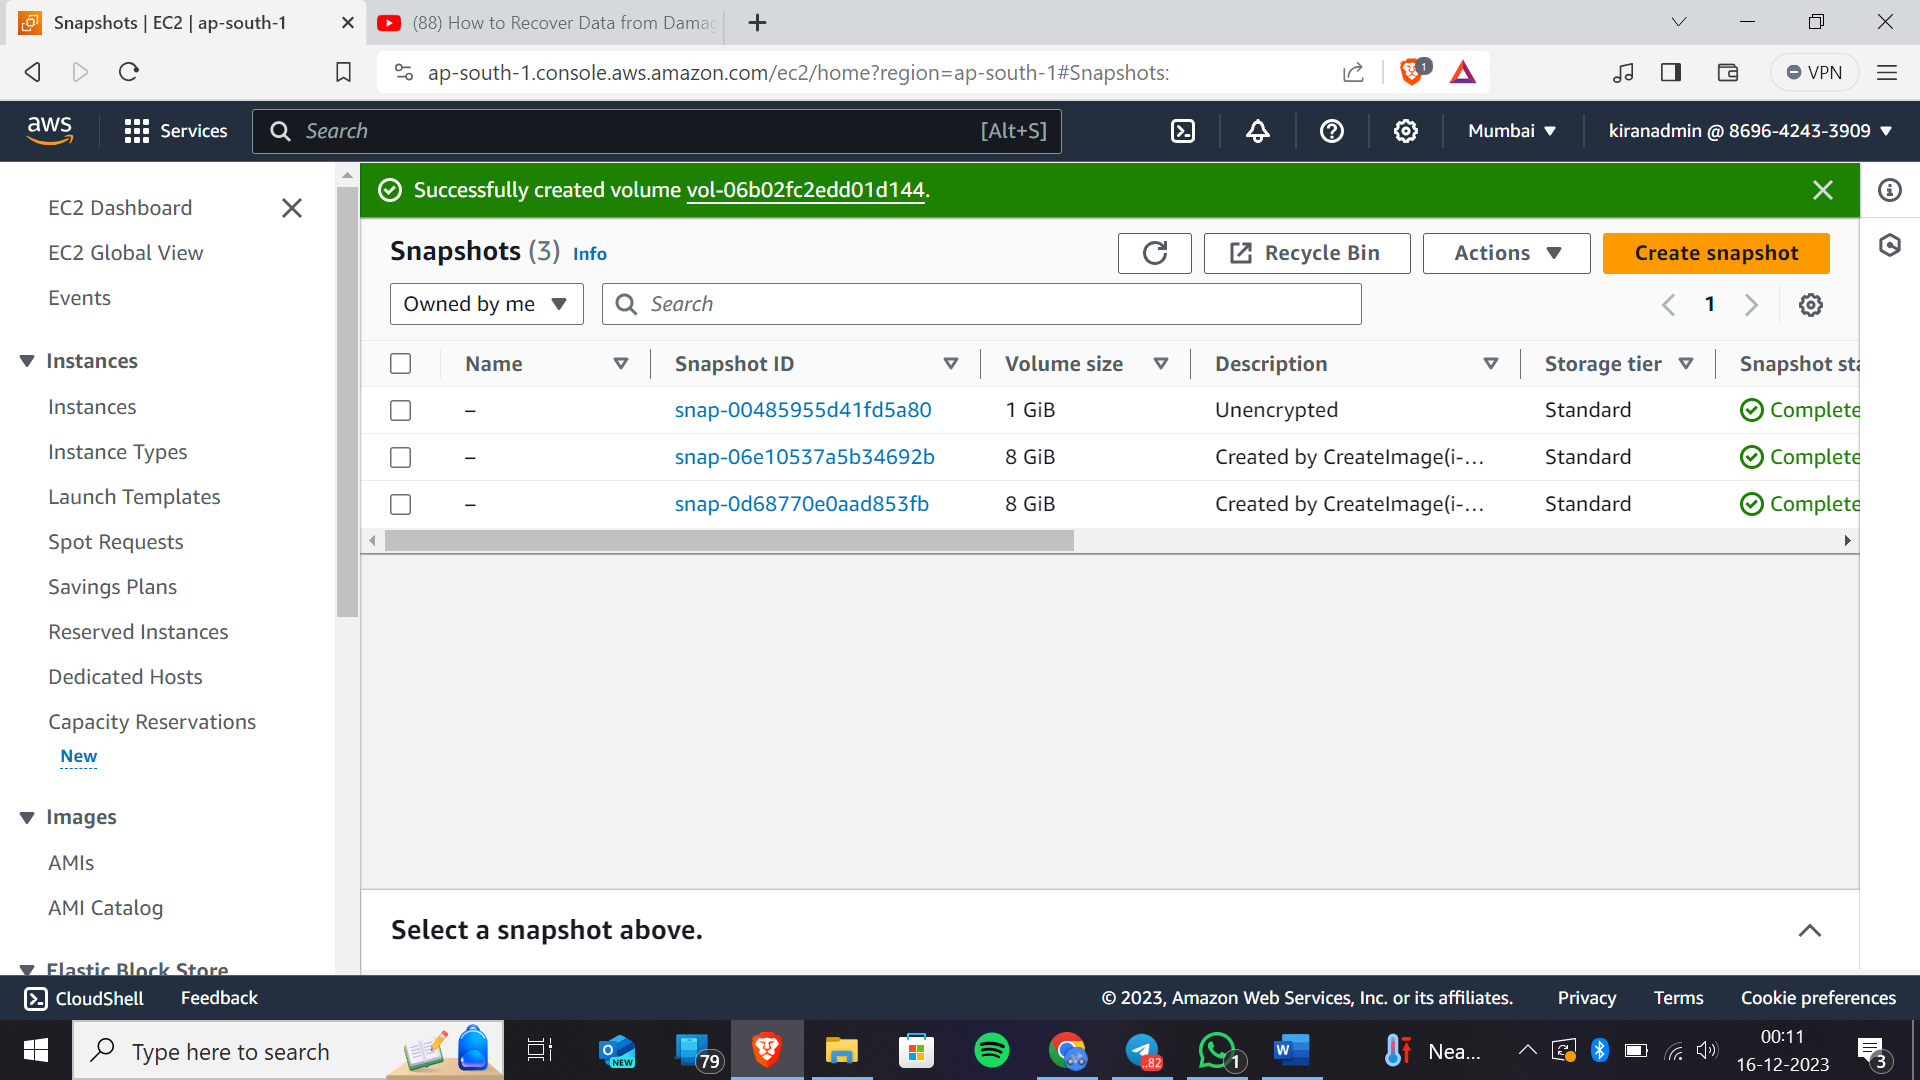 Snapshots | EC2 | ap-south-1
(88) How to Recover Data from Damag
ap-south-1.console.aws.amazon.com/ec2/home?region=ap-south-1#Snapshots:
1
VPN
aws
Services
Search
[Alt+S]
Mumbai
kiranadmin @ 8696-4243-3909
EC2 Dashboard
EC2 Global View
Events
Instances
Instances
Instance Types
Launch Templates
Spot Requests
Savings Plans
Reserved Instances
Dedicated Hosts
Capacity Reservations
New
Images
AMIs
AMI Catalog
Elastic Block Store
Successfully created volume vol-06b02fc2edd01d144.
Snapshots (3) Info
Recycle Bin
Actions
Create snapshot
Owned by me
Search
1
Name Snapshot ID Volume size Description Storage tier Snapshot sta
– snap-00485955d41fd5a80 1 GiB Unencrypted Standard Complete
– snap-06e10537a5b34692b 8 GiB Created by CreateImage(i-... Standard Complete
– snap-0d68770e0aad853fb 8 GiB Created by CreateImage(i-... Standard Complete
Select a snapshot above.
CloudShell Feedback © 2023, Amazon Web Services, Inc. or its affiliates. Privacy Terms Cookie preferences
Type here to search
NEW
79
..82
1
W
Nea...
00:11
16-12-2023
3